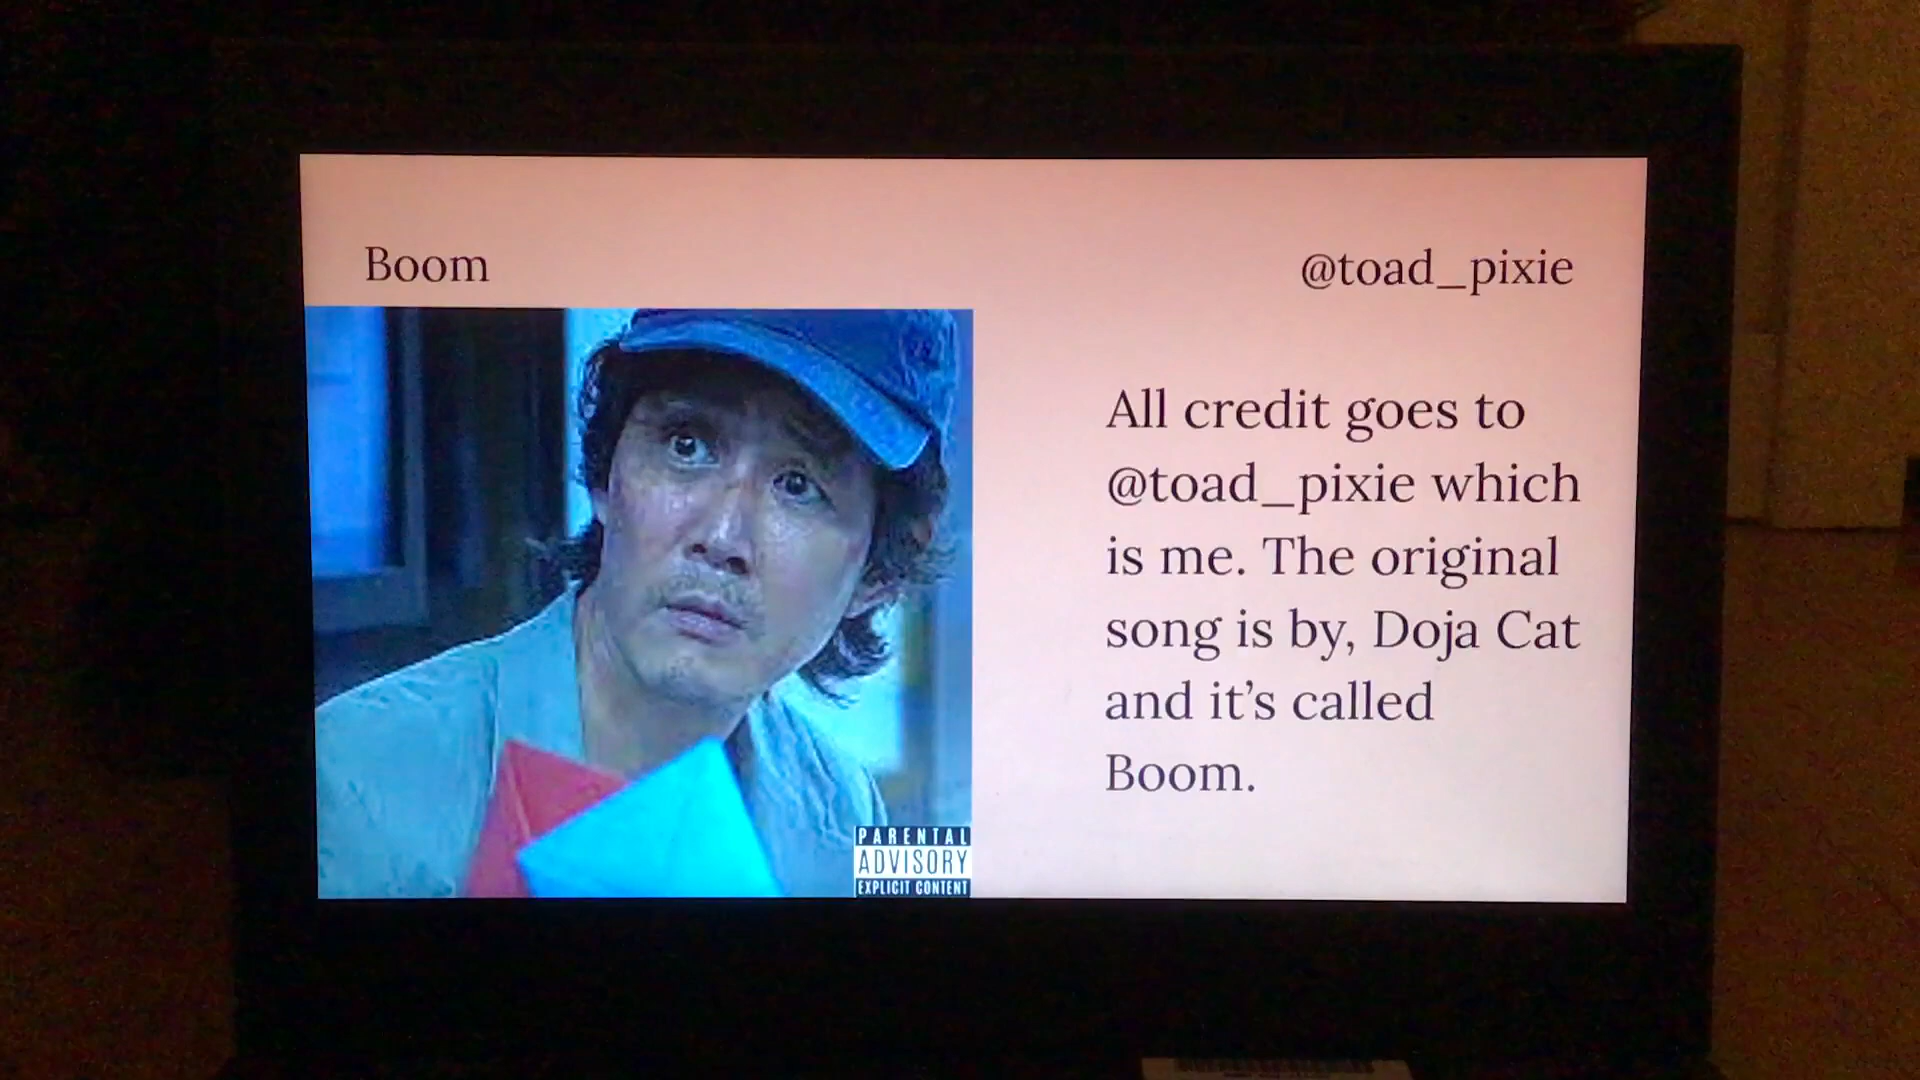 Boom
@toad_pixie
All credit goes to
@toad_pixie which
is me. The original
song is by, Doja Cat
and it's called
Boom.
PARENTAL
ADVISORY
EXPLICIT CONTENT